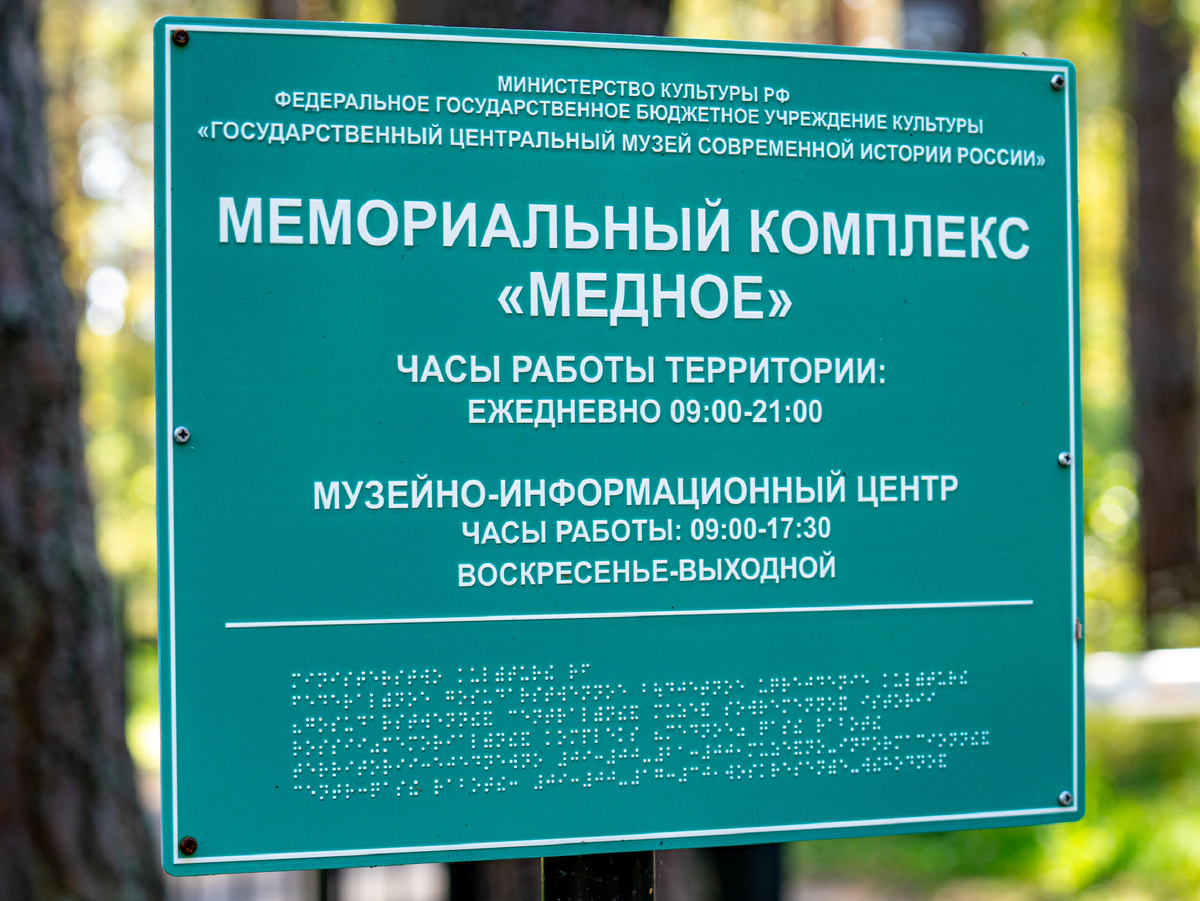 МИНИСТЕРСТВО КУЛЬТУРЫ РФ
ФЕДЕРАЛЬНОЕ ГОСУДАРСТВЕННОЕ БЮДЖЕТНОЕ УЧРЕЖДЕНИЕ КУЛЬТУРЫ
«ГОСУДАРСТВЕННЫЙ ЦЕНТРАЛЬНЫЙ МУЗЕЙ СОВРЕМЕННОЙ ИСТОРИИ РОССИИ»
МЕМОРИАЛЬНЫЙ КОМПЛЕКС
«МЕДНОЕ»
ЧАСЫ РАБОТЫ ТЕРРИТОРИИ:
ЕЖЕДНЕВНО 09:00-21:00
МУЗЕЙНО-ИНФОРМАЦИОННЫЙ ЦЕНТР
ЧАСЫ РАБОТЫ: 09:00-17:30
ВОСКРЕСЕНЬЕ-ВЫХОДНОЙ